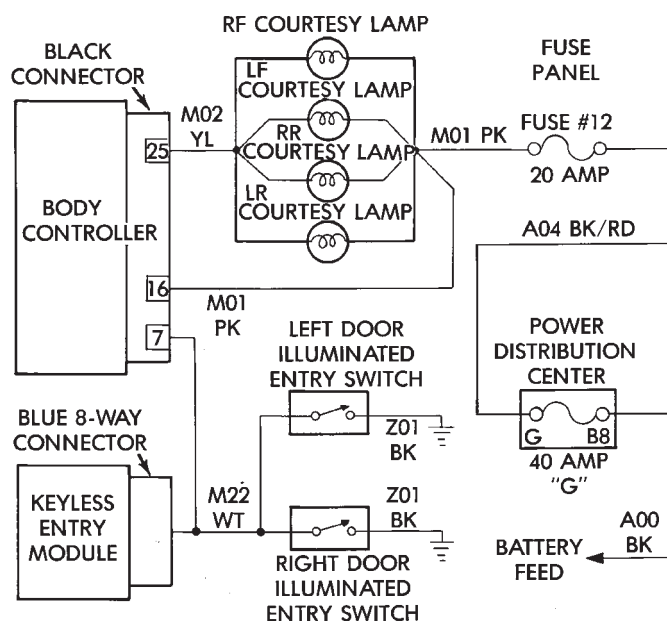 RF COURTESY LAMP
BLACK
CONNECTOR
LF
COURTESY LAMP
FUSE
PANEL
M02
YL
RR
COURTESY LAMP
M01 PK
FUSE #12
20 AMP
25
LR
COURTESY LAMP
BODY
CONTROLLER
A04 BK/RD
16
M01
PK
7
LEFT DOOR
ILLUMINATED
ENTRY SWITCH
POWER
DISTRIBUTION
CENTER
G
B8
40 AMP
"G"
Z01
BK
BLUE 8-WAY
CONNECTOR
KEYLESS
ENTRY
MODULE
M22
WT
Z01
BK
RIGHT DOOR
ILLUMINATED
ENTRY SWITCH
A00
BK
BATTERY
FEED